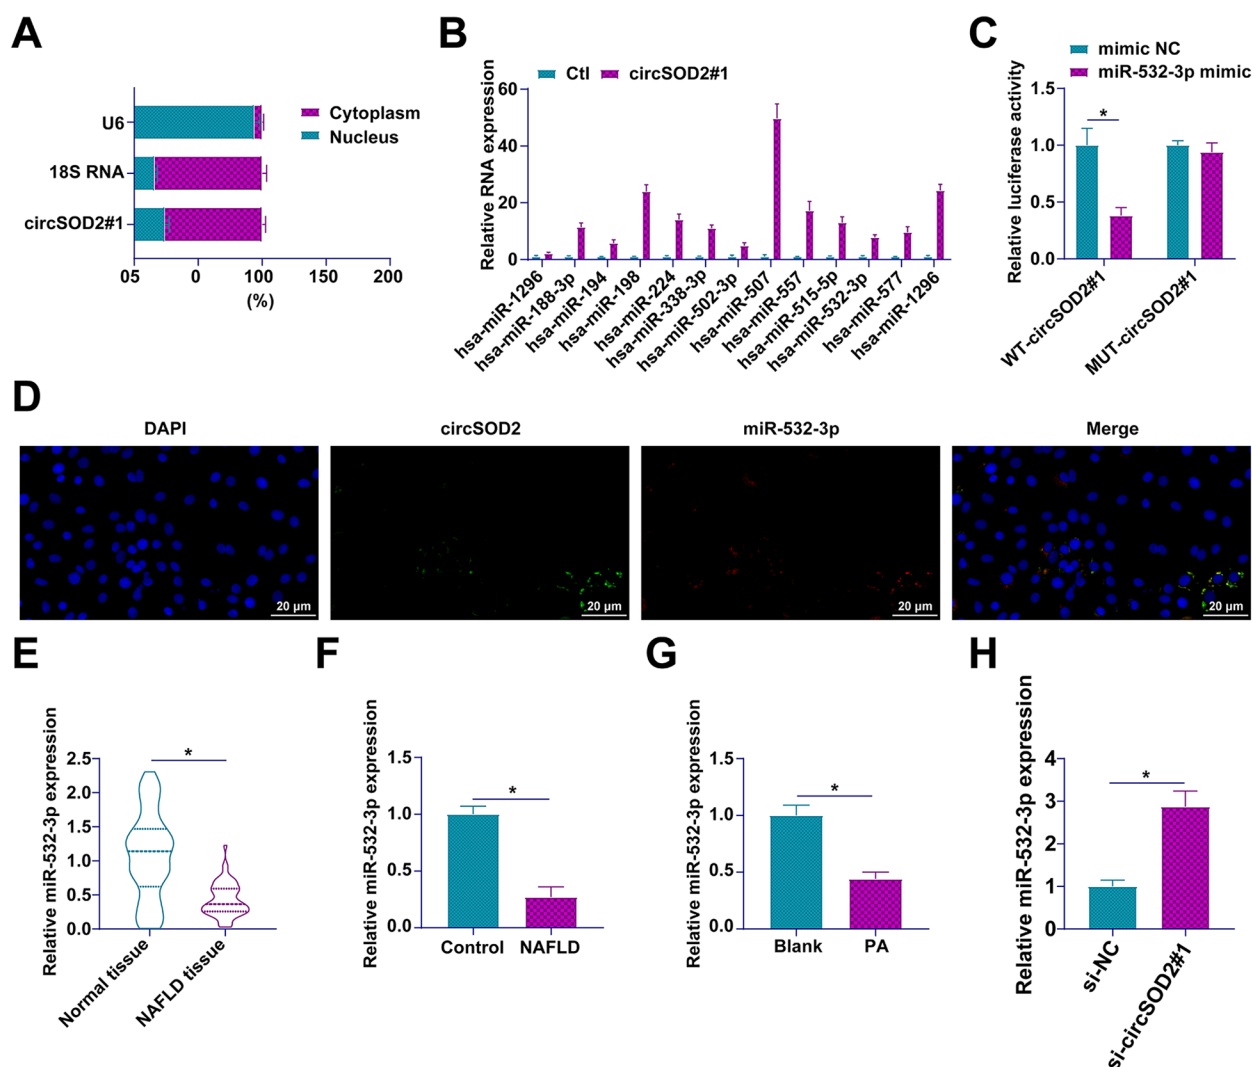 A
U6
18S RNA
circSOD2#1
Cytoplasm
Nucleus
05 0 100 150 200
(%)
B
Ctl circSOD2#1
Relative RNA expression
60
40
20
0
hsa-miR-1296
hsa-miR-188-3p
hsa-miR-194
hsa-miR-198
hsa-miR-224
hsa-miR-338-3p
hsa-miR-502-3p
hsa-miR-507
hsa-miR-557
hsa-miR-515-5p
hsa-miR-532-3p
hsa-miR-577
hsa-miR-1296
C
mimic NC
miR-532-3p mimic
Relative luciferase activity
1.5
1.0
0.5
0.0
*
WT-circSOD2#1
MUT-circSOD2#1
D
DAPI circSOD2 miR-532-3p Merge
20 μm 20 μm 20 μm 20 μm
E
Relative miR-532-3p expression
2.5
2.0
1.5
1.0
0.5
0.0
*
Normal tissue
NAFLD tissue
F
Relative miR-532-3p expression
1.5
1.0
0.5
0.0
*
Control NAFLD
G
Relative miR-532-3p expression
1.5
1.0
0.5
0.0
*
Blank PA
H
Relative miR-532-3p expression
4
3
2
1
0
*
si-NC
si-circSOD2#1